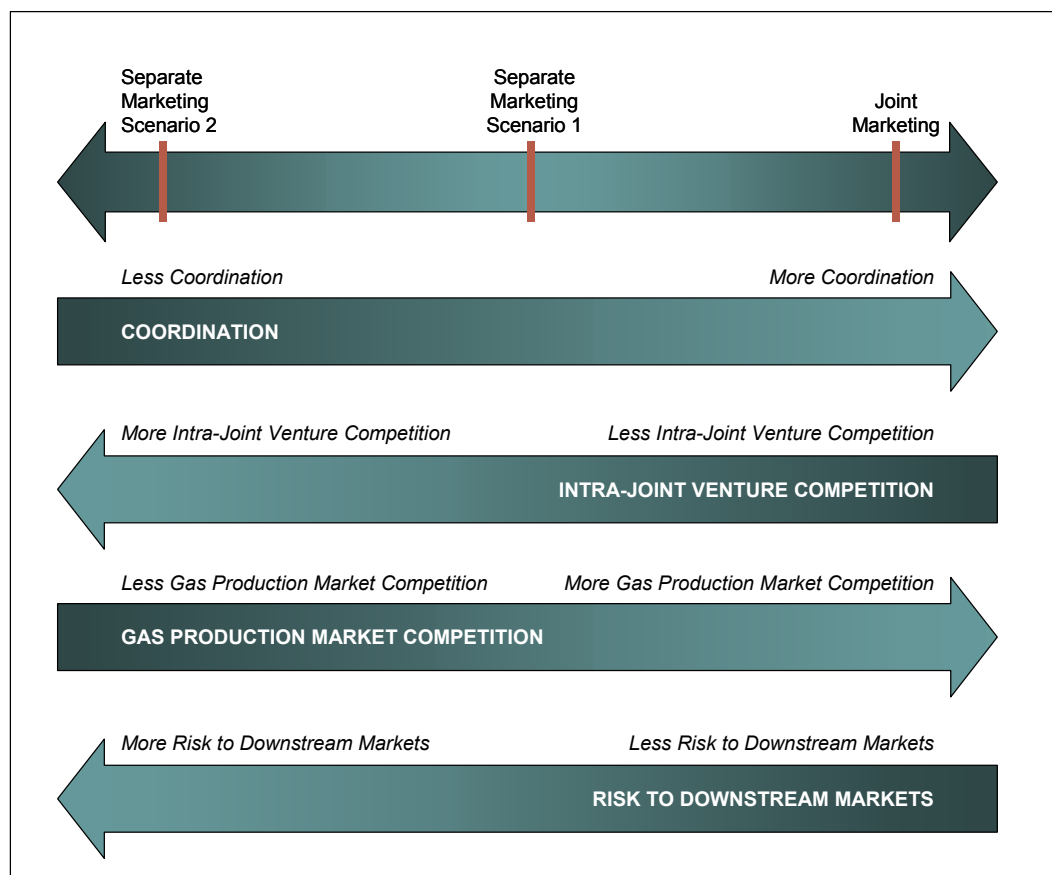 Separate
Marketing
Scenario 2
Separate
Marketing
Scenario 1
Joint
Marketing
Less Coordination
More Coordination
COORDINATION
More Intra-Joint Venture Competition
Less Intra-Joint Venture Competition
INTRA-JOINT VENTURE COMPETITION
Less Gas Production Market Competition
More Gas Production Market Competition
GAS PRODUCTION MARKET COMPETITION
More Risk to Downstream Markets
Less Risk to Downstream Markets
RISK TO DOWNSTREAM MARKETS